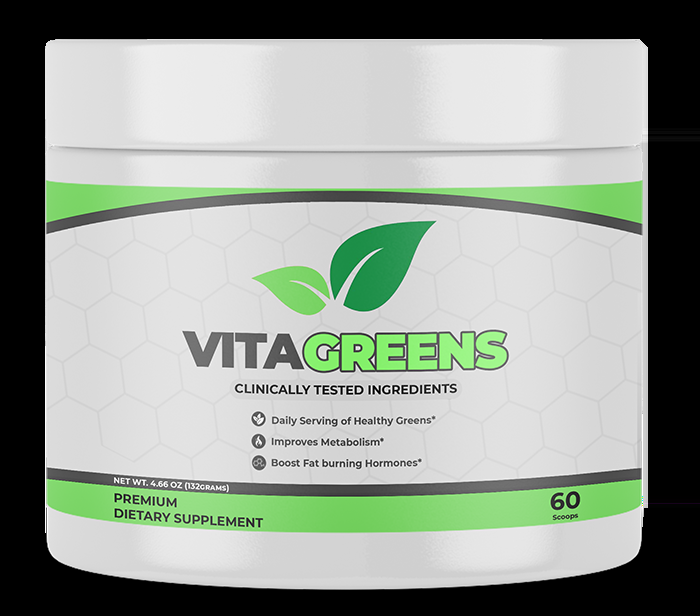 VITAGREENS
CLINICALLY TESTED INGREDIENTS
Daily Serving of Healthy Greens*
Improves Metabolism*
Boost Fat burning Hormones*
NET WT. 4.66 OZ (132GRAMS)
PREMIUM
DIETARY SUPPLEMENT
60
Scoops